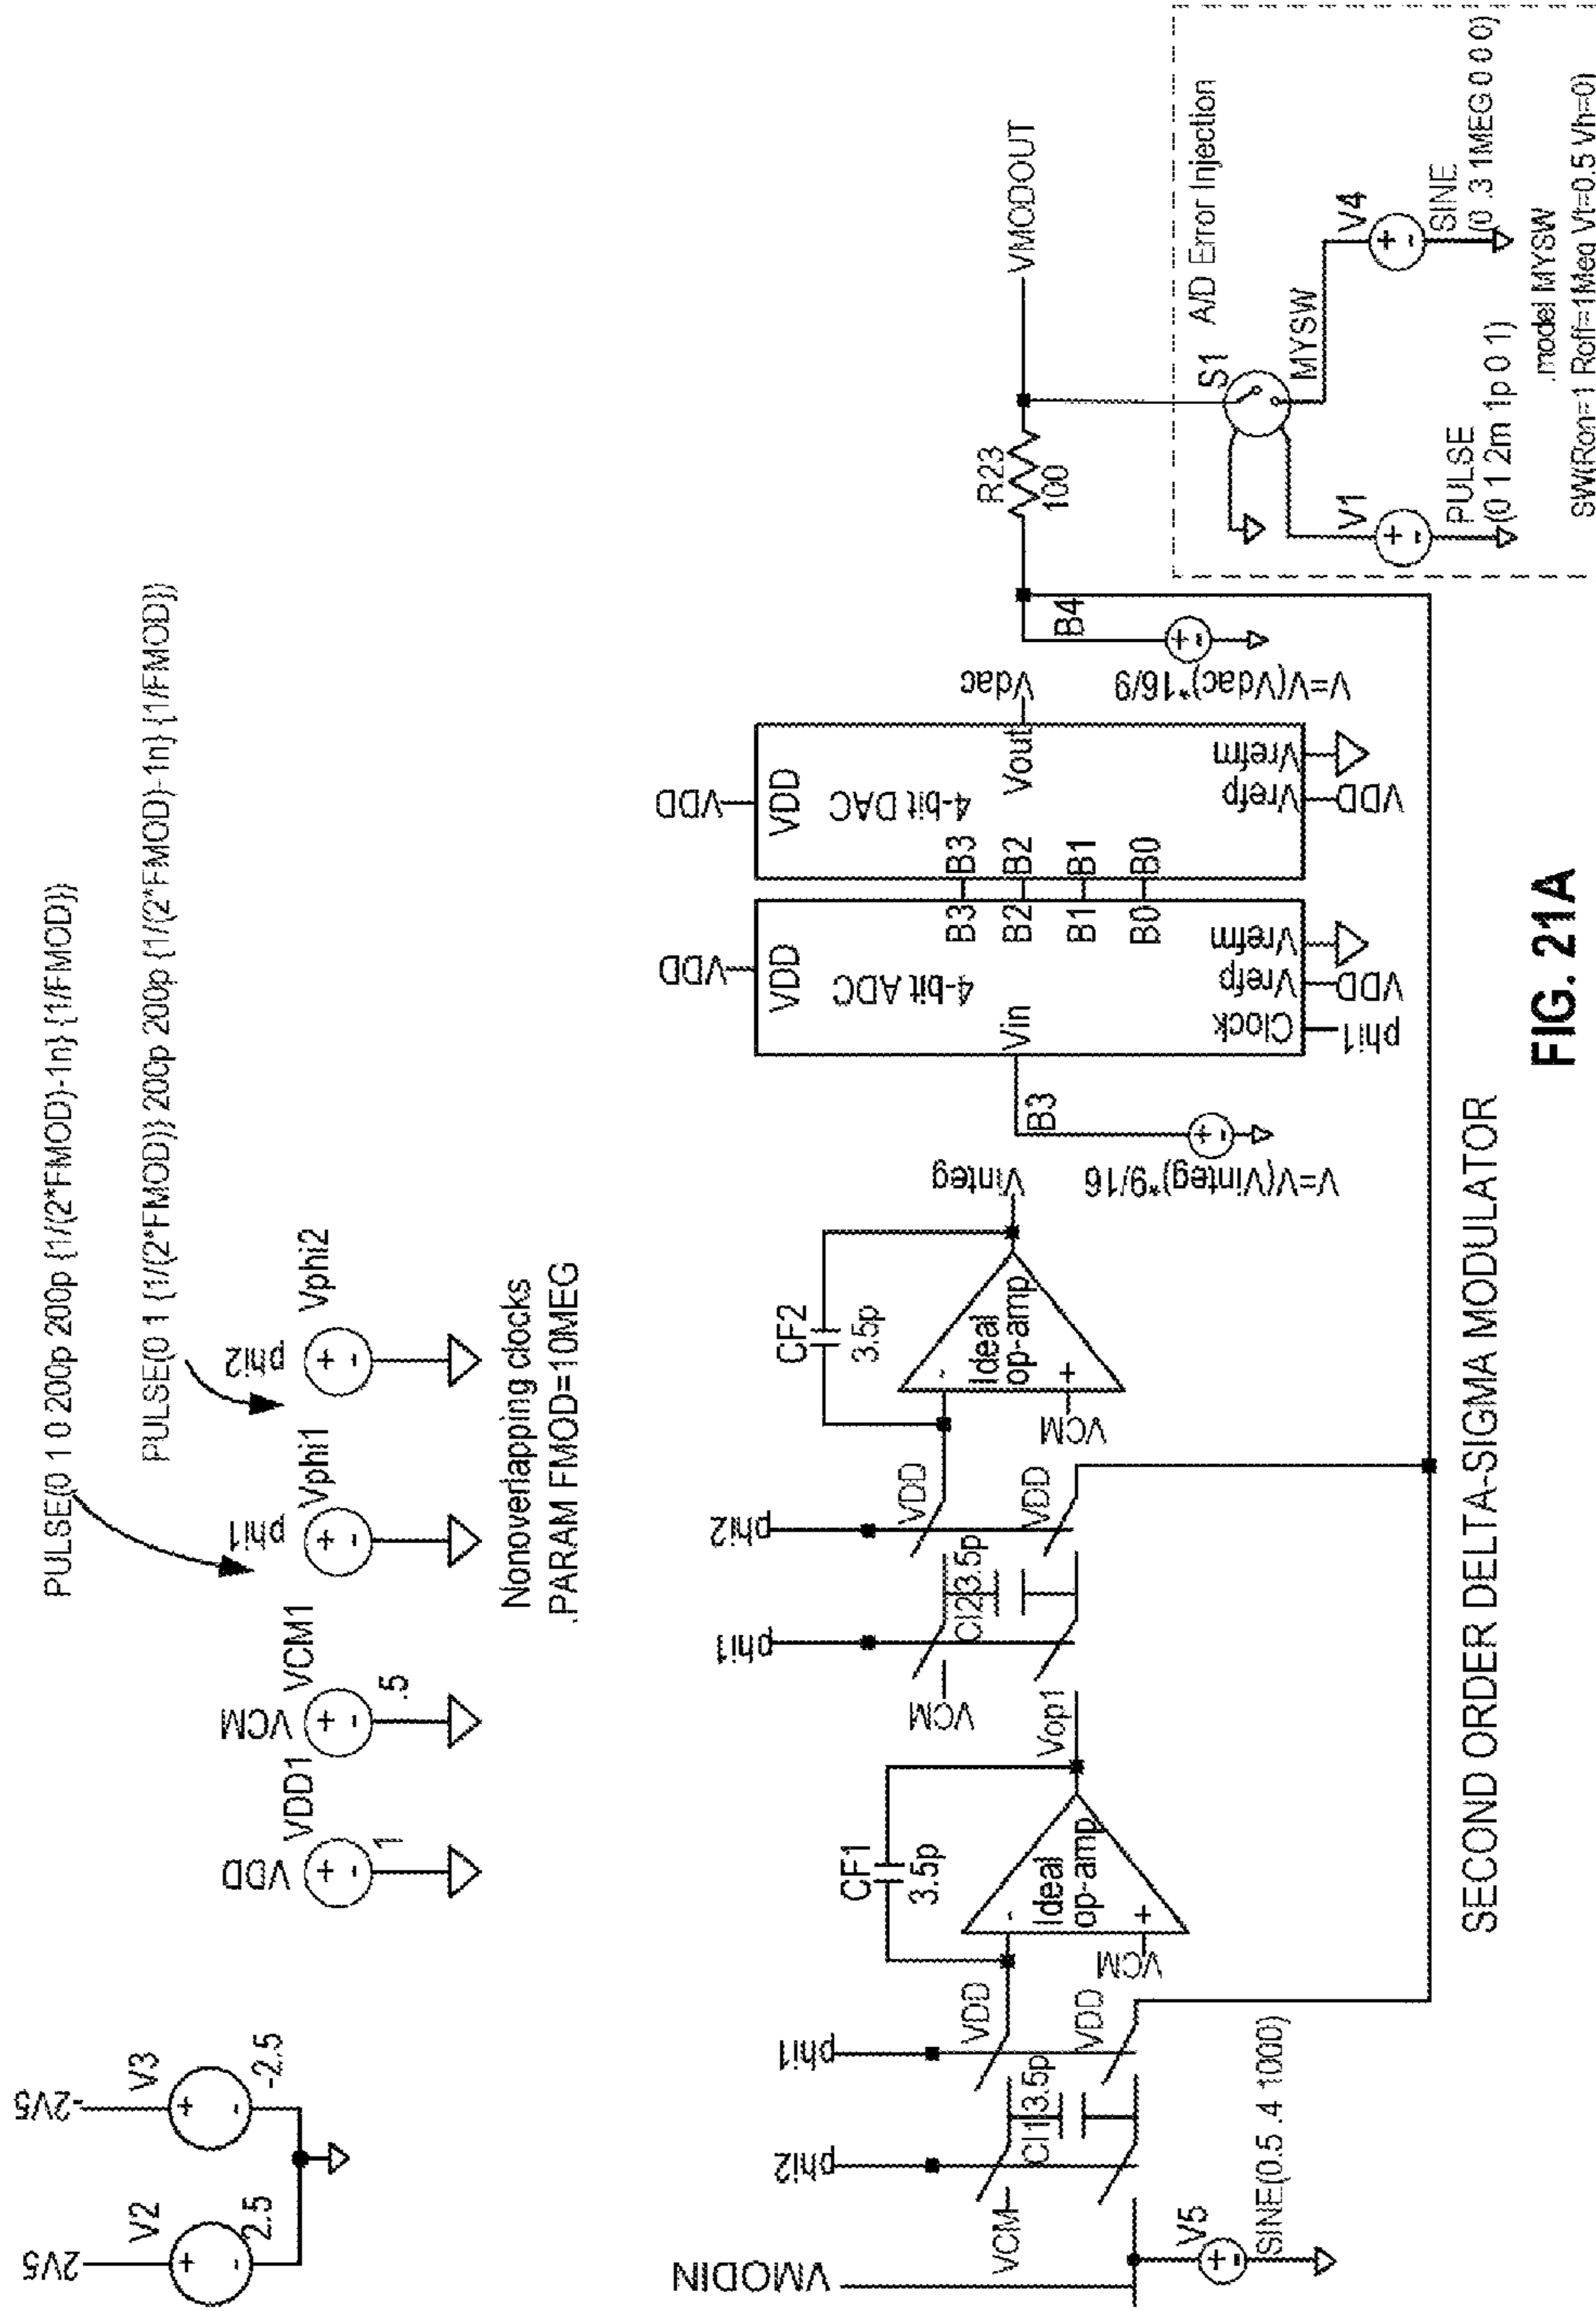 PULSE(0 1 0 200p 200p {1/(2*FMOD)-1n} {1/FMOD})
PULSE(0 1 {1/(2*FMOD)} 200p 200p {1/(2*FMOD)-1n} {1/FMOD})
2V5
V2
2.5
-2V5
V3
-2.5
VDD
VDD1
1
VCM
VCM1
.5
phi1
Vphi1
phi2
Vphi2
Nonoverlapping clocks
.PARAM FMOD=10MEG
VMODIN
V5
SINE(0.5 .4 1000)
VCM
phi2
CI1
3.5p
phi1
VDD
VDD
CF1
3.5p
Ideal
op-amp
VCM
Vop1
VCM
phi1
CI2
3.5p
phi2
VDD
VDD
CF2
3.5p
Ideal
op-amp
VCM
Vinteg
V=V(Vinteg)*9/16
B3
VDD
VDD
4-bit ADC
Vin
B3
B2
B1
B0
Clock
Vrefp
Vrefm
phi1
VDD
VDD
VDD
4-bit DAC
B3
B2
B1
B0
Vout
Vrefp
Vrefm
VDD
Vdac
V=V(Vdac)*16/9
B4
R23
100
VMODOUT
A/D Error Injection
S1
MYSW
V1
PULSE
(0 1 2m 1p 0 1)
V4
SINE
(0 .3 1MEG 0 0 0)
.model MYSW
SW(Ron=1 Roff=1Meg Vt=0.5 Vh=0)
SECOND ORDER DELTA-SIGMA MODULATOR
FIG. 21A